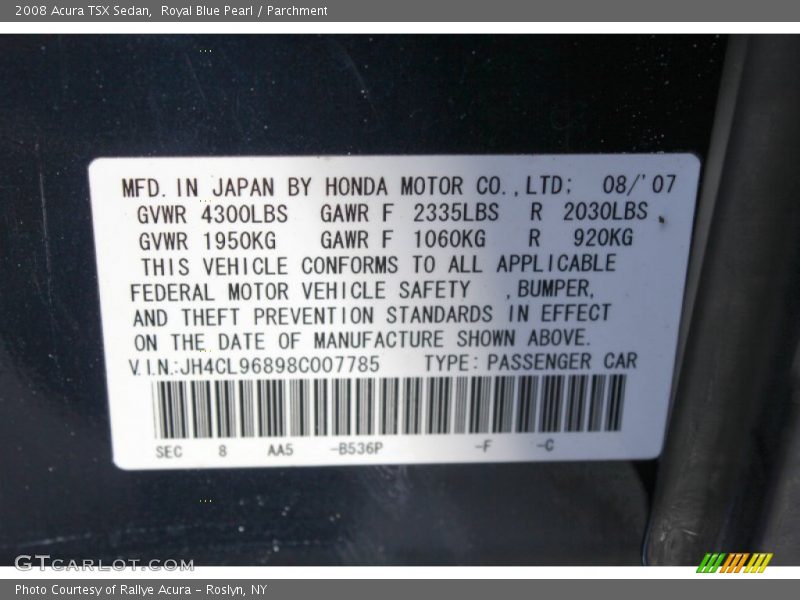 2008 Acura TSX Sedan, Royal Blue Pearl / Parchment
MFD. IN JAPAN BY HONDA MOTOR CO., LTD; 08/'07
GVWR 4300LBS GAWR F 2335LBS R 2030LBS
GVWR 1950KG GAWR F 1060KG R 920KG
THIS VEHICLE CONFORMS TO ALL APPLICABLE
FEDERAL MOTOR VEHICLE SAFETY ,BUMPER,
AND THEFT PREVENTION STANDARDS IN EFFECT
ON THE DATE OF MANUFACTURE SHOWN ABOVE.
V.I.N.:JH4CL96898C007785 TYPE: PASSENGER CAR
SEC 8 AA5 -B536P -F -C
GTCARLOT.COM
Photo Courtesy of Rallye Acura - Roslyn, NY